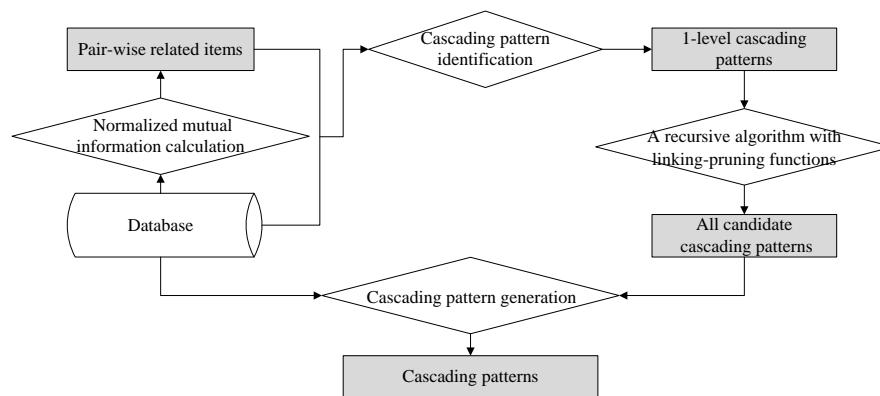 Pair-wise related items
Cascading pattern
identification
1-level cascading
patterns
Normalized mutual
information calculation
A recursive algorithm with
linking-pruning functions
Database
All candidate
cascading patterns
Cascading pattern generation
Cascading patterns